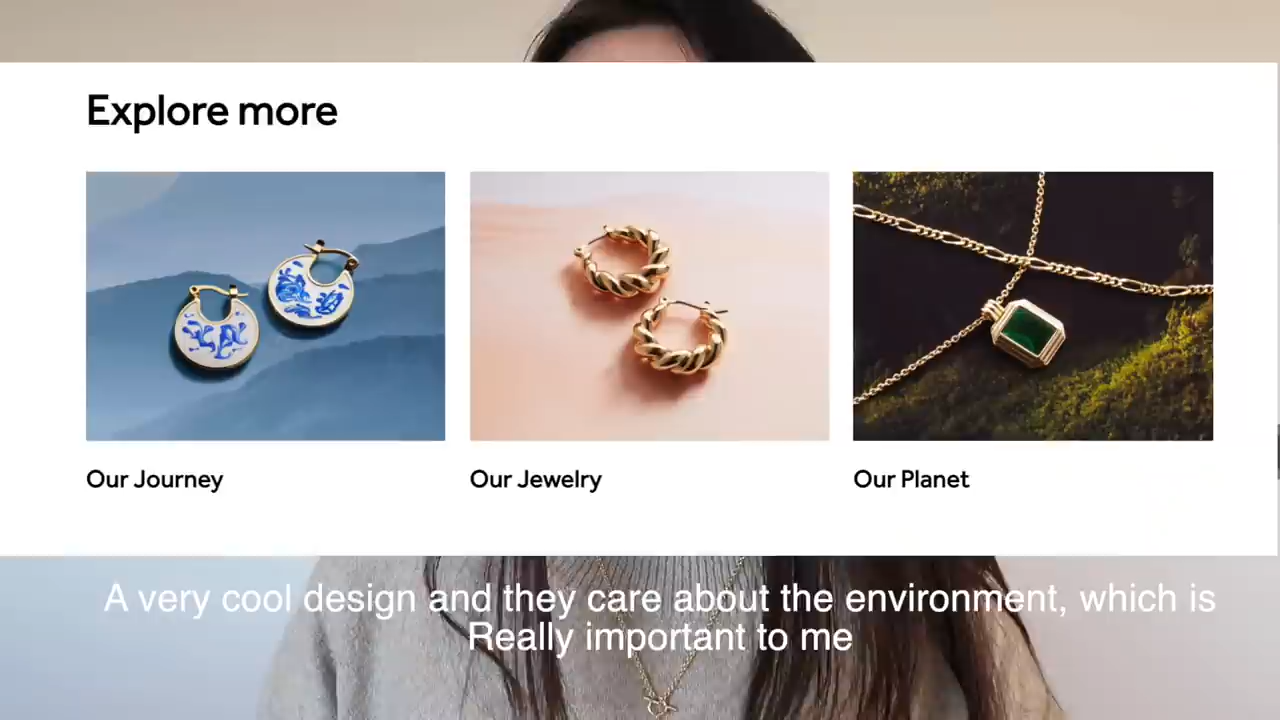 Explore more
Our Journey
Our Jewelry
Our Planet
A very cool design and they care about the environment, which is
Really important to me